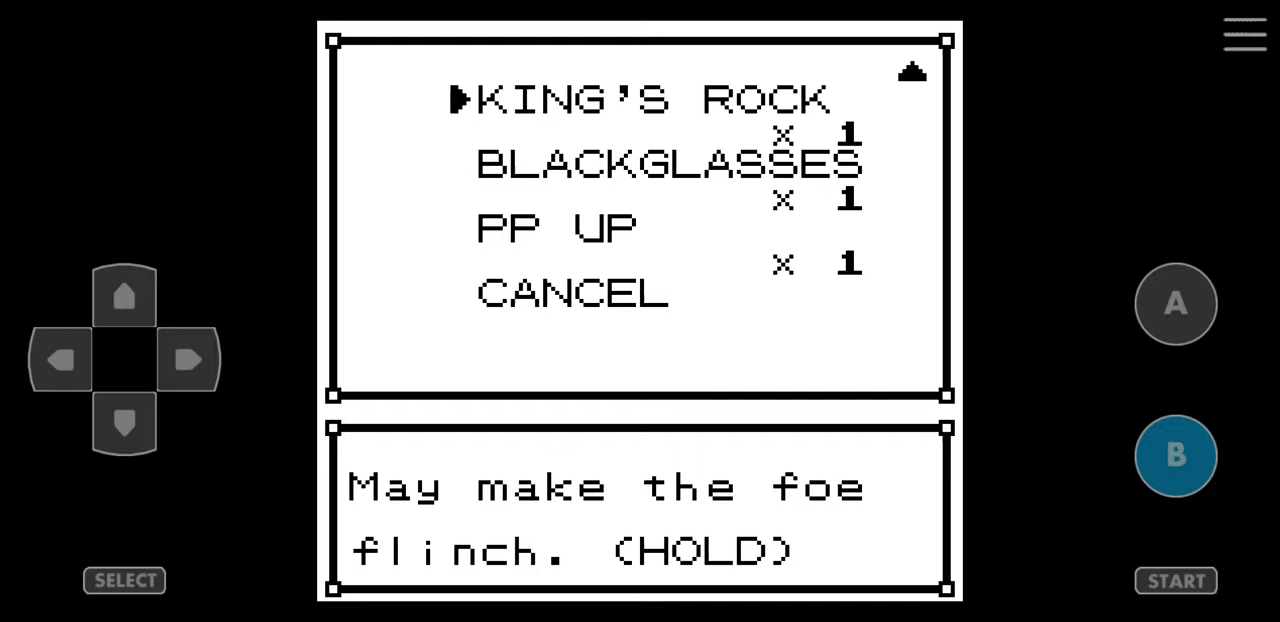 KING'S ROCK
× 1
BLACKGLASSES
× 1
PP UP
× 1
CANCEL
May make the foe
flinch. (HOLD)
A
B
SELECT
START